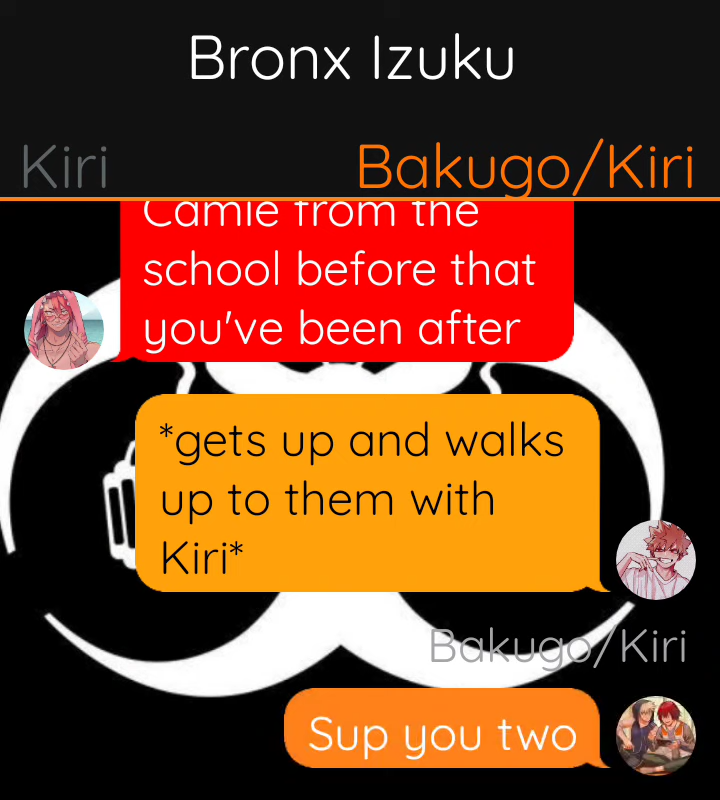 Bronx Izuku
Kiri
Bakugo/Kiri
Camie from the
school before that
you've been after
*gets up and walks
up to them with
Kiri*
Bakugo/Kiri
Sup you two